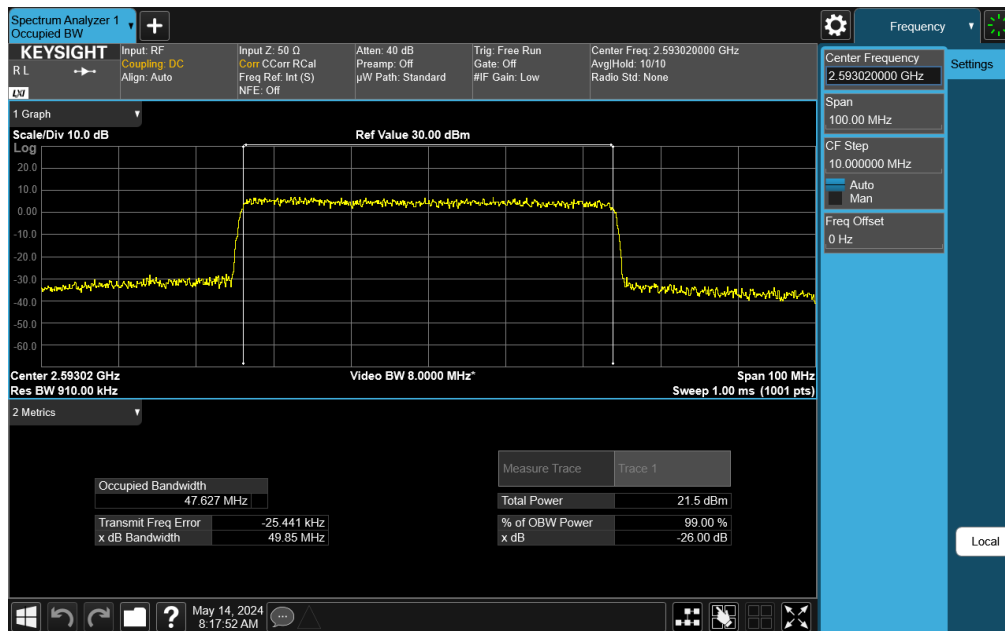 Spectrum Analyzer 1
Occupied BW
Frequency
KEYSIGHT
R L
LXI
Input: RF
Coupling: DC
Align: Auto
Input Z: 50 Ω
Corr CCorr RCal
Freq Ref: Int (S)
NFE: Off
Atten: 40 dB
Preamp: Off
µW Path: Standard
Trig: Free Run
Gate: Off
#IF Gain: Low
Center Freq: 2.593020000 GHz
Avg|Hold: 10/10
Radio Std: None
Center Frequency
2.593020000 GHz
Settings
Span
100.00 MHz
CF Step
10.000000 MHz
Auto
Man
Freq Offset
0 Hz
1 Graph
Scale/Div 10.0 dB
Ref Value 30.00 dBm
Log
20.0
10.0
0.00
-10.0
-20.0
-30.0
-40.0
-50.0
-60.0
Center 2.59302 GHz
Video BW 8.0000 MHz*
Span 100 MHz
Res BW 910.00 kHz
Sweep 1.00 ms (1001 pts)
2 Metrics
Measure Trace
Trace 1
Occupied Bandwidth
47.627 MHz
Total Power
21.5 dBm
Transmit Freq Error
-25.441 kHz
% of OBW Power
99.00 %
x dB Bandwidth
49.85 MHz
x dB
-26.00 dB
Local
?
May 14, 2024
8:17:52 AM